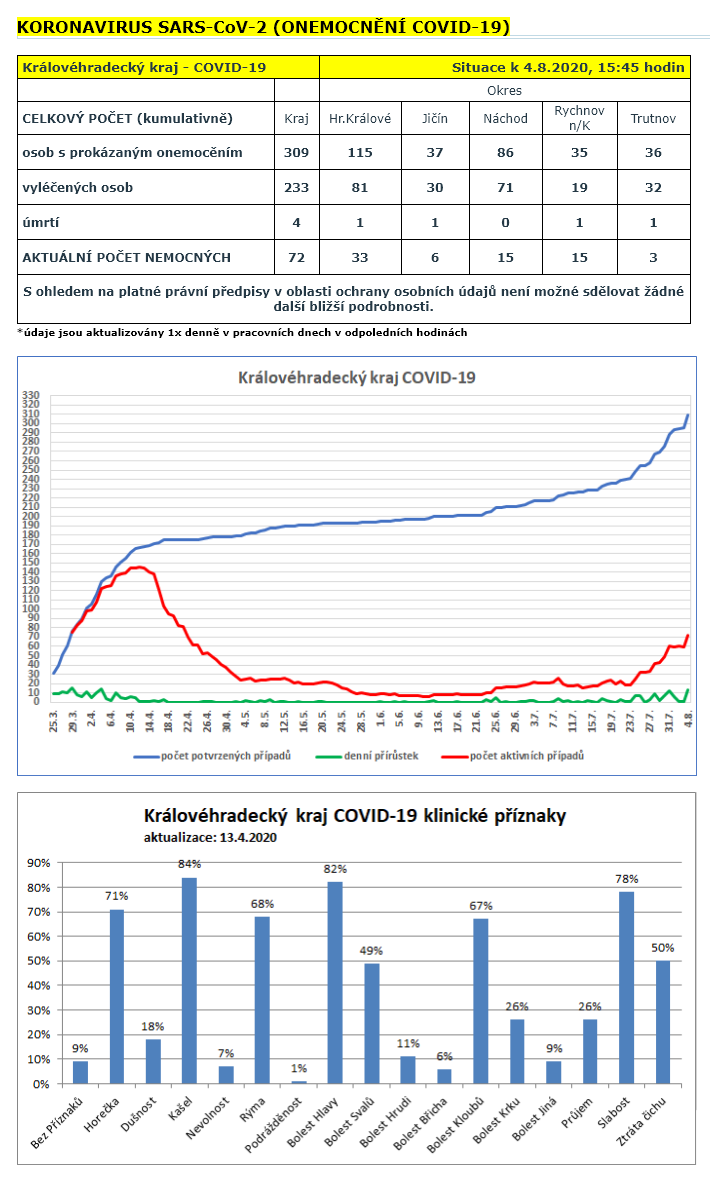 KORONAVIRUS SARS-CoV-2 (ONEMOCNĚNÍ COVID-19)
Královéhradecký kraj - COVID-19 Situace k 4.8.2020, 15:45 hodin
Okres
CELKOVÝ POČET (kumulativně) Kraj Hr.Králové Jičín Náchod Rychnov n/K Trutnov
osob s prokázaným onemocěním 309 115 37 86 35 36
vyléčených osob 233 81 30 71 19 32
úmrtí 4 1 1 0 1 1
AKTUÁLNÍ POČET NEMOCNÝCH 72 33 6 15 15 3
S ohledem na platné právní předpisy v oblasti ochrany osobních údajů není možné sdělovat žádné
další bližší podrobnosti.
*údaje jsou aktualizovány 1x denně v pracovních dnech v odpoledních hodinách
Královéhradecký kraj COVID-19
330
320
310
300
290
280
270
260
250
240
230
220
210
200
190
180
170
160
150
140
130
120
110
100
90
80
70
60
50
40
30
20
10
0
25.3. 29.3. 2.4. 6.4. 10.4. 14.4. 18.4. 22.4. 26.4. 30.4. 4.5. 8.5. 12.5. 16.5. 20.5. 24.5. 28.5. 1.6. 5.6. 9.6. 13.6. 17.6. 21.6. 25.6. 29.6. 3.7. 7.7. 11.7. 15.7. 19.7. 23.7. 27.7. 31.7. 4.8.
počet potvrzených případů denní přírůstek počet aktivních případů
Královéhradecký kraj COVID-19 klinické příznaky
aktualizace: 13.4.2020
90%
80%
70%
60%
50%
40%
30%
20%
10%
0%
9% 71% 18% 84% 7% 68% 1% 82% 49% 11% 6% 67% 26% 9% 26% 78% 50%
Bez Příznaků Horečka Dušnost Kašel Nevolnost Rýma Podrážděnost Bolest Hlavy Bolest Svalů Bolest Hrudi Bolest Břicha Bolest Kloubů Bolest Krku Bolest Jiná Průjem Slabost Ztráta čichu